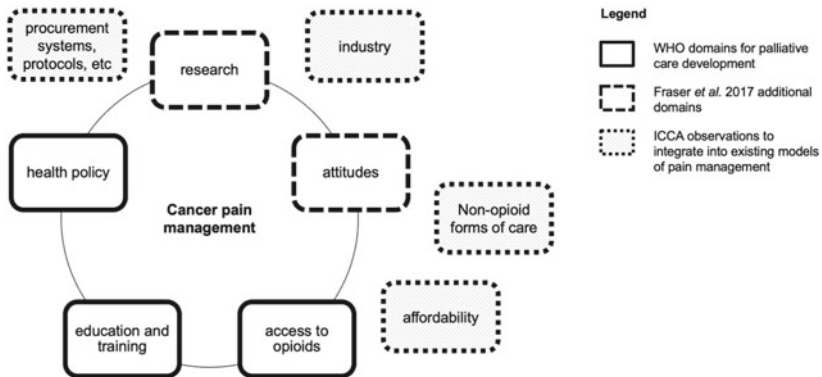 procurement
systems,
protocols, etc
research
industry
health policy
attitudes
Cancer pain
management
Non-opioid
forms of care
education and
training
access to
opioids
affordability
Legend
WHO domains for palliative
care development
Fraser et al. 2017 additional
domains
ICCA observations to
integrate into existing models
of pain management